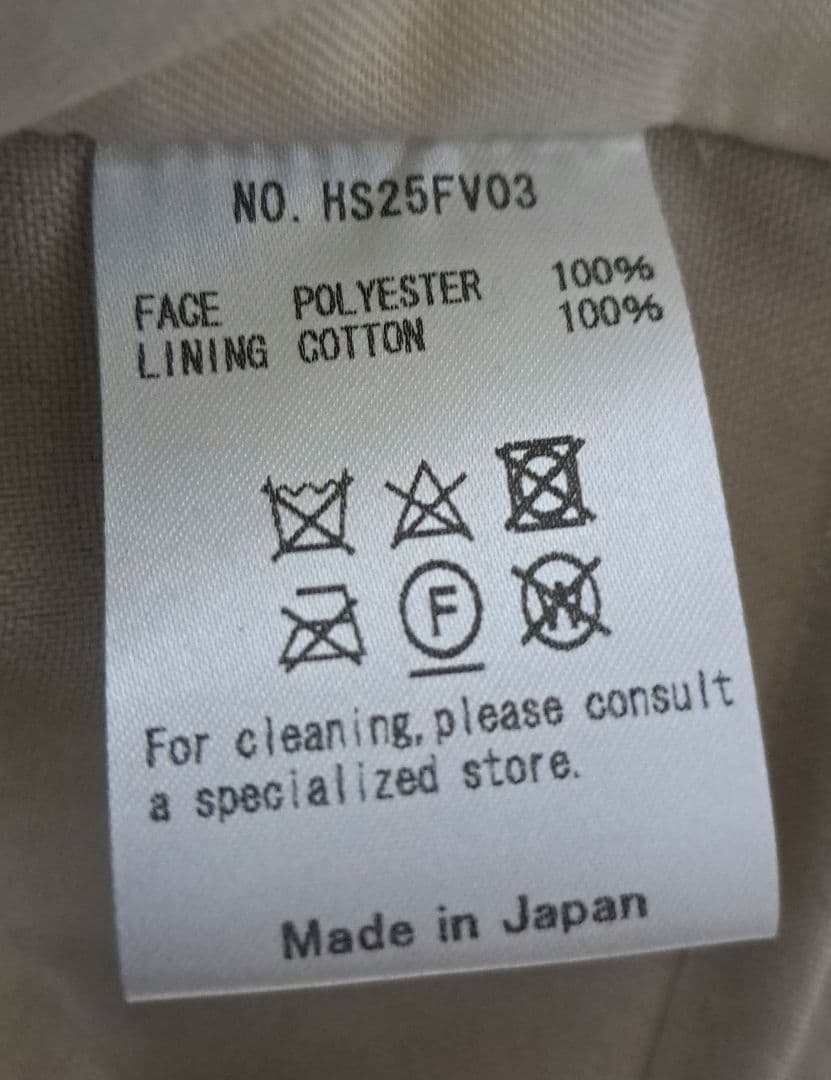 NO. HS25FV03
FACE POLYESTER 100%
LINING COTTON 100%
F
W
For cleaning, please consult
a specialized store.
Made in Japan